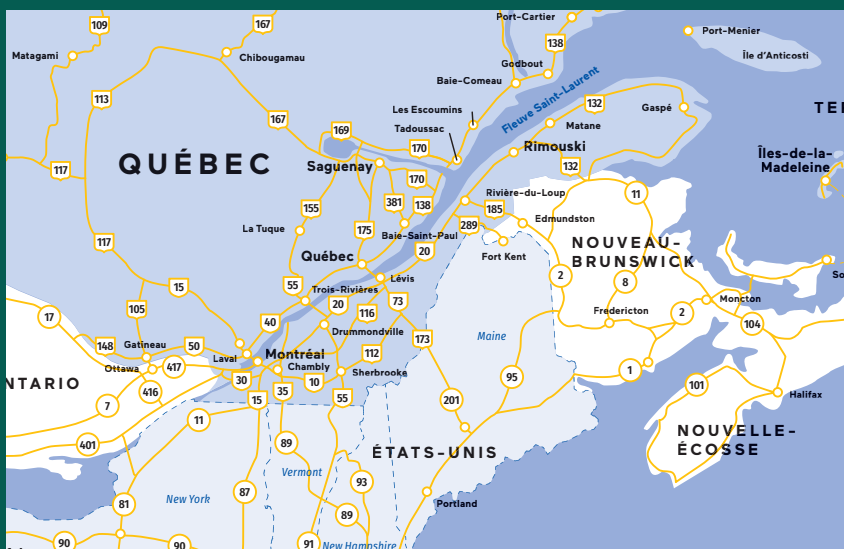 Port-Cartier
109
167
Port-Menier
Matagami
Chibougamau
138
Île d'Anticosti
Godbout
Baie-Comeau
113
Fleuve Saint-Laurent
132
Gaspé
Les Escoumins
Tadoussac
167
169
Matane
TE
170
Rimouski
QUÉBEC
Saguenay
Îles-de-la-
Madeleine
117
132
170
Rivière-du-Loup
11
155
381
138
185
Edmundston
La Tuque
175
Baie-Saint-Paul
289
117
20
NOUVEAU-
BRUNSWICK
Québec
Fort Kent
Lévis
2
8
So
15
55
Trois-Rivières
105
20
73
Moncton
17
116
Fredericton
2
40
Drummondville
104
Maine
173
148
Gatineau
50
Laval
Montréal
112
Ottawa
417
Chambly
Sherbrooke
1
NTARIO
30
10
95
101
416
35
15
55
201
Halifax
7
11
NOUVELLE-
ÉCOSSE
401
89
ÉTATS-UNIS
Vermont
93
New York
87
81
Portland
89
90
90
91
New Hampshire